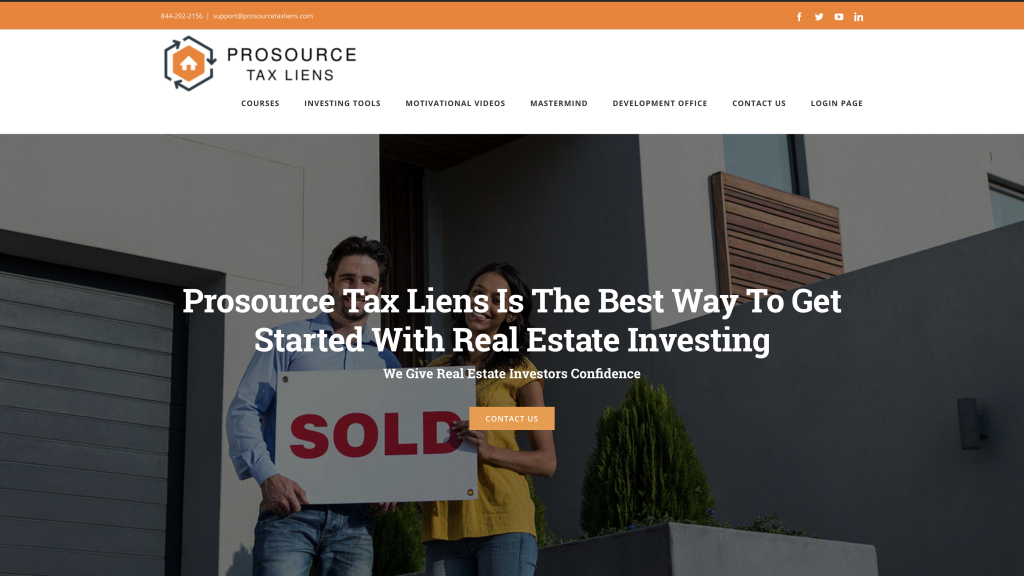 844-292-2156 | support@prosourcetaxliens.com
PROSOURCE
TAX LIENS
COURSES INVESTING TOOLS MOTIVATIONAL VIDEOS MASTERMIND DEVELOPMENT OFFICE CONTACT US LOGIN PAGE
Prosource Tax Liens Is The Best Way To Get
Started With Real Estate Investing
We Give Real Estate Investors Confidence
CONTACT US
SOLD